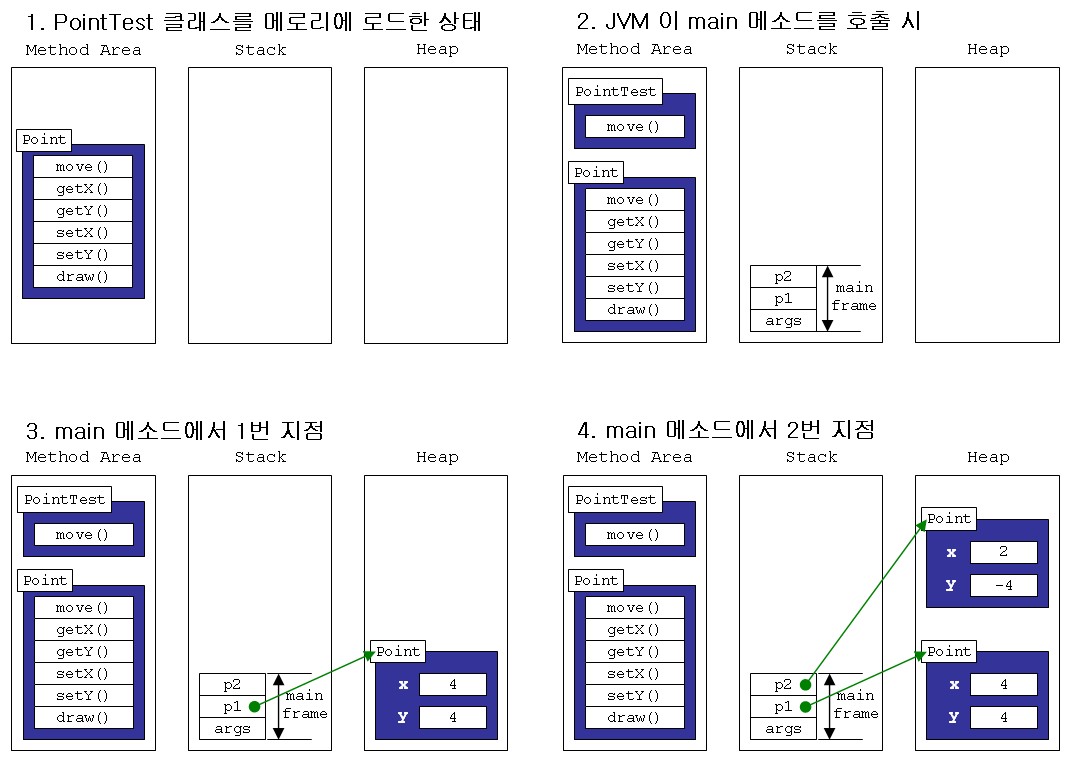 1. PointTest 클래스를 메로리에 로드한 상태
Method Area
Stack
Heap
Point
move()
getX()
getY()
setX()
setY()
draw()
2. JVM 이 main 메소드를 호출 시
Method Area
Stack
Heap
PointTest
move()
Point
move()
getX()
getY()
setX()
setY()
draw()
p2
p1
args
main
frame
3. main 메소드에서 1번 지점
Method Area
Stack
Heap
PointTest
move()
Point
move()
getX()
getY()
setX()
setY()
draw()
p2
p1
args
main
frame
Point
x 4
y 4
4. main 메소드에서 2번 지점
Method Area
Stack
Heap
PointTest
move()
Point
move()
getX()
getY()
setX()
setY()
draw()
p2
p1
args
main
frame
Point
x 2
y -4
Point
x 4
y 4